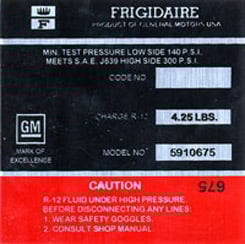 F
FRIGIDAIRE
PRODUCT OF GENERAL MOTORS USA
MIN. TEST PRESSURE LOW SIDE 140 P.S.I.
MEETS S.A.E. J639 HIGH SIDE 300 P.S.I.
CODE NO
CHARGE R-12 4.25 LBS.
GM
MARK OF
EXCELLENCE
MODEL NO 5910675
CAUTION
675
R-12 FLUID UNDER HIGH PRESSURE.
BEFORE DISCONNECTING ANY LINES:
1. WEAR SAFETY GOGGLES.
2. CONSULT SHOP MANUAL